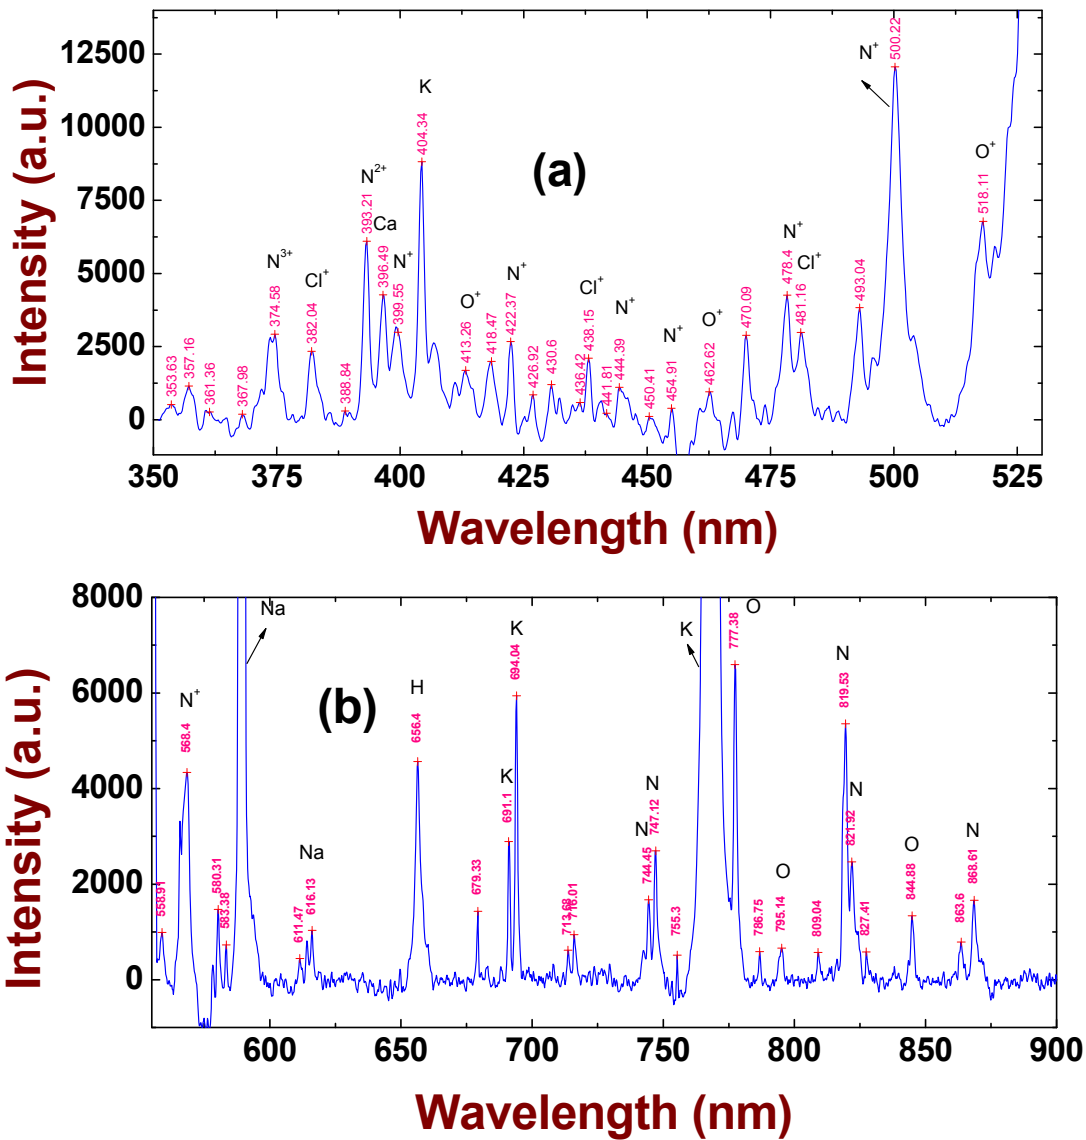 12500
10000
7500
5000
2500
0
Intensity (a.u.)
(a)
353.63
357.16
361.36
367.98
N3+
374.58
Cl+
382.04
388.84
N2+
393.21
Ca
396.49
N+
399.55
K
404.34
O+
413.26
418.47
N+
422.37
426.92
430.6
436.42
Cl+
438.15
441.81
N+
444.39
450.41
N+
454.91
O+
462.62
470.09
N+
478.4
Cl+
481.16
493.04
N+
500.22
O+
518.11
350 375 400 425 450 475 500 525
Wavelength (nm)
8000
6000
4000
2000
0
Intensity (a.u.)
(b)
558.91
N+
568.4
580.31
583.38
Na
611.47
Na
616.13
H
656.4
679.33
K
691.1
K
694.04
713.68
716.01
N
744.45
N
747.12
755.3
K
O
777.38
786.75
O
795.14
809.04
N
819.53
N
821.92
827.41
O
844.88
863.6
N
868.61
600 650 700 750 800 850 900
Wavelength (nm)